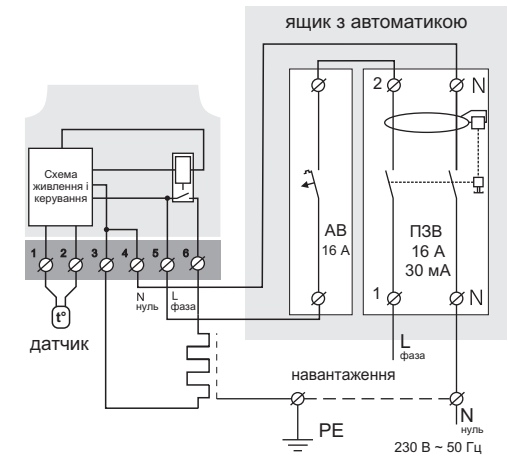 ящик з автоматикою
2
N
Схема
живлення і
керування
АВ
16 А
ПЗВ
16 А
30 мА
1 2 3 4 5 6
N
нуль
L
фаза
1
N
t°
датчик
L
фаза
навантаження
PE
N
нуль
230 В ~ 50 Гц